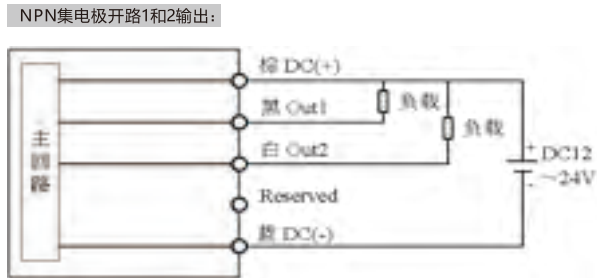 NPN集电极开路1和2输出：
棕 DC(+)
黑 Out1
负载
白 Out2
负载
主回路
+
DC12
～24V
-
Reserved
DC(-)